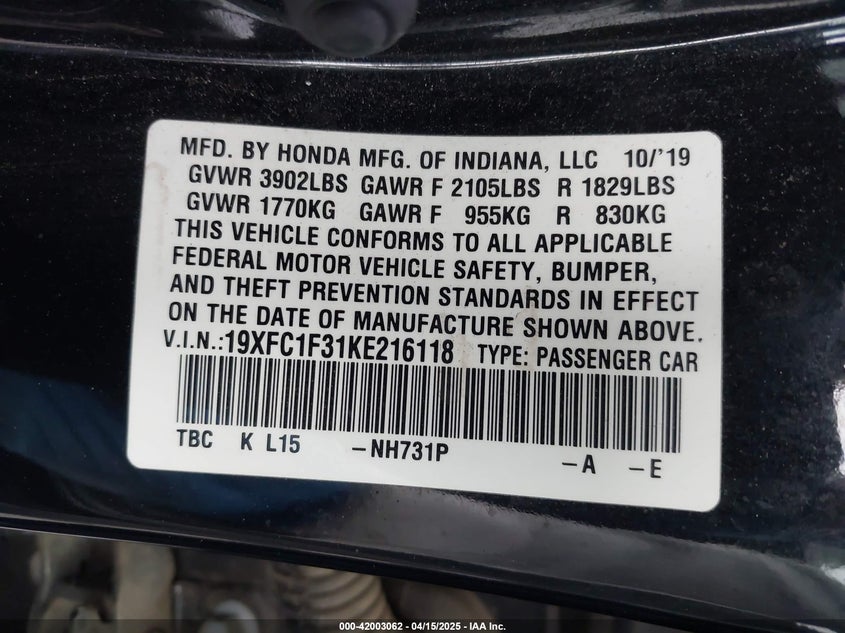 MFD. BY HONDA MFG. OF INDIANA, LLC 10/'19
GVWR 3902LBS GAWR F 2105LBS R 1829LBS
GVWR 1770KG GAWR F 955KG R 830KG
THIS VEHICLE CONFORMS TO ALL APPLICABLE
FEDERAL MOTOR VEHICLE SAFETY, BUMPER,
AND THEFT PREVENTION STANDARDS IN EFFECT
ON THE DATE OF MANUFACTURE SHOWN ABOVE.
V.I.N.:19XFC1F31KE216118 TYPE: PASSENGER CAR
TBC K L15 -NH731P -A -E
000-42003062 - 04/15/2025 - IAA Inc.